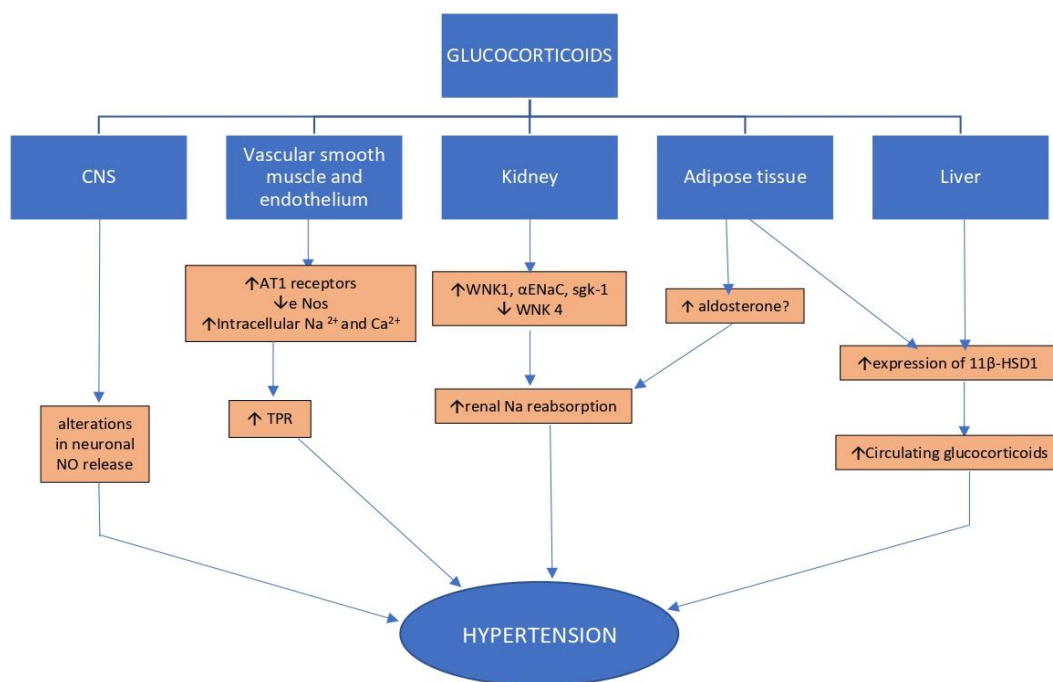 GLUCOCORTICOIDS
CNS
Vascular smooth
muscle and
endothelium
Kidney
Adipose tissue
Liver
↑AT1 receptors
↓e Nos
↑Intracellular Na ²⁺ and Ca²⁺
↑WNK1, αENaC, sgk-1
↓ WNK 4
↑ aldosterone?
↑expression of 11β-HSD1
alterations
in neuronal
NO release
↑ TPR
↑renal Na reabsorption
↑Circulating glucocorticoids
HYPERTENSION